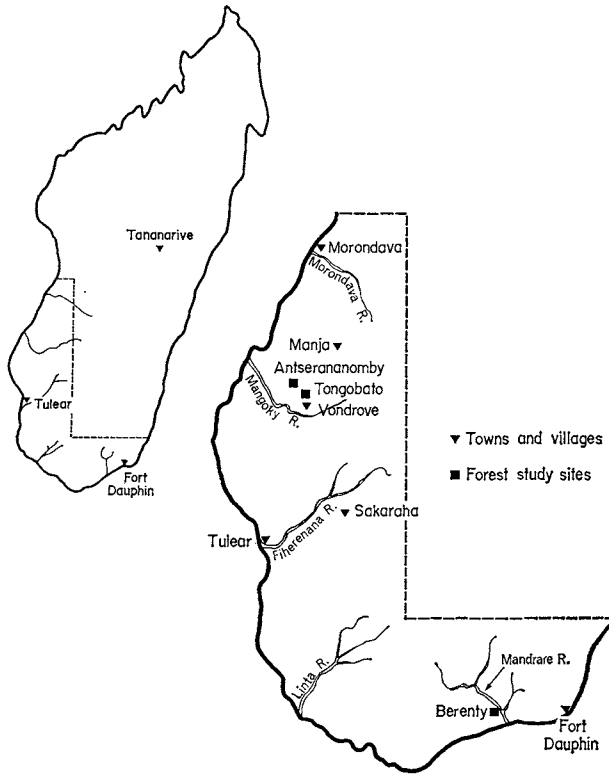 Tananarive
Tulear
Fort
Dauphin
Morondava
Morondava R.
Manja
Antserananomby
Tongobato
Vondrove
Mangoky R.
Towns and villages
Forest study sites
Sakaraha
Tulear
Fiherenana R.
Linta R.
Mandrare R.
Berenty
Fort
Dauphin